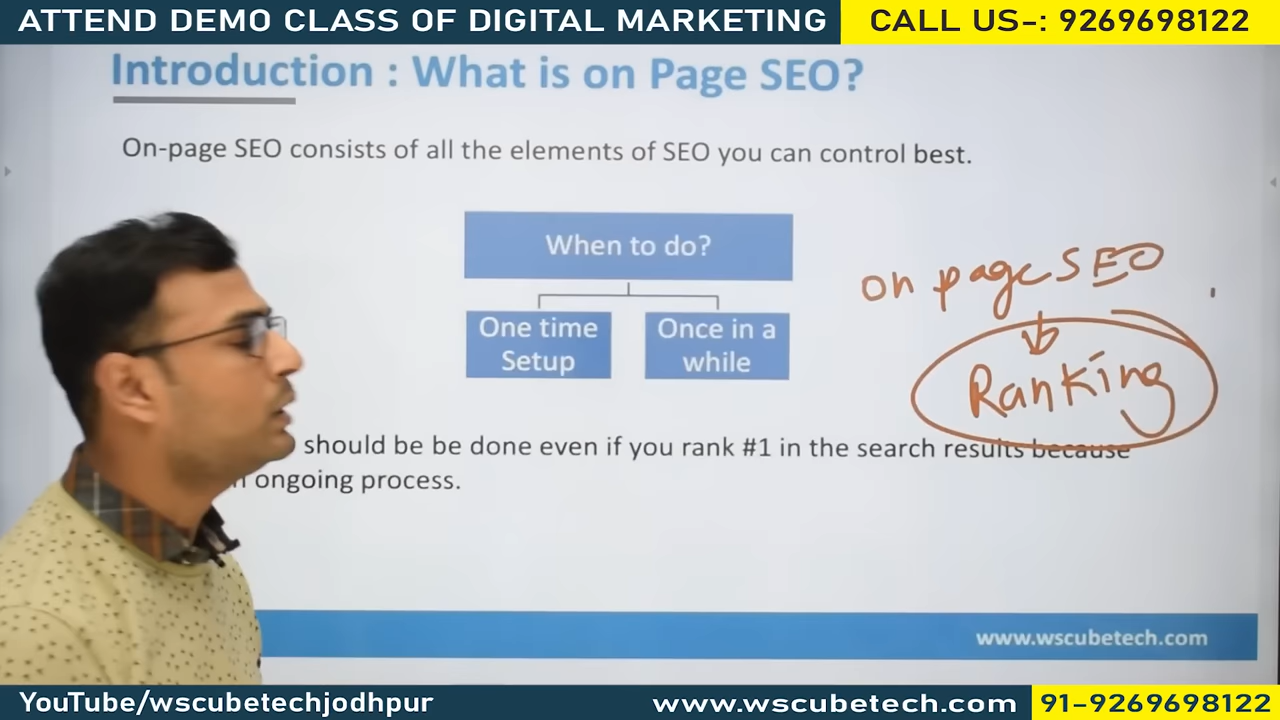 ATTEND DEMO CLASS OF DIGITAL MARKETING
CALL US-: 9269698122
Introduction : What is on Page SEO?
On-page SEO consists of all the elements of SEO you can control best.
When to do?
One time
Setup
Once in a
while
on page SEO
Ranking
should be be done even if you rank #1 in the search results because
ongoing process.
www.wscubetech.com
YouTube/wscubetechjodhpur
www.wscubetech.com
91-9269698122